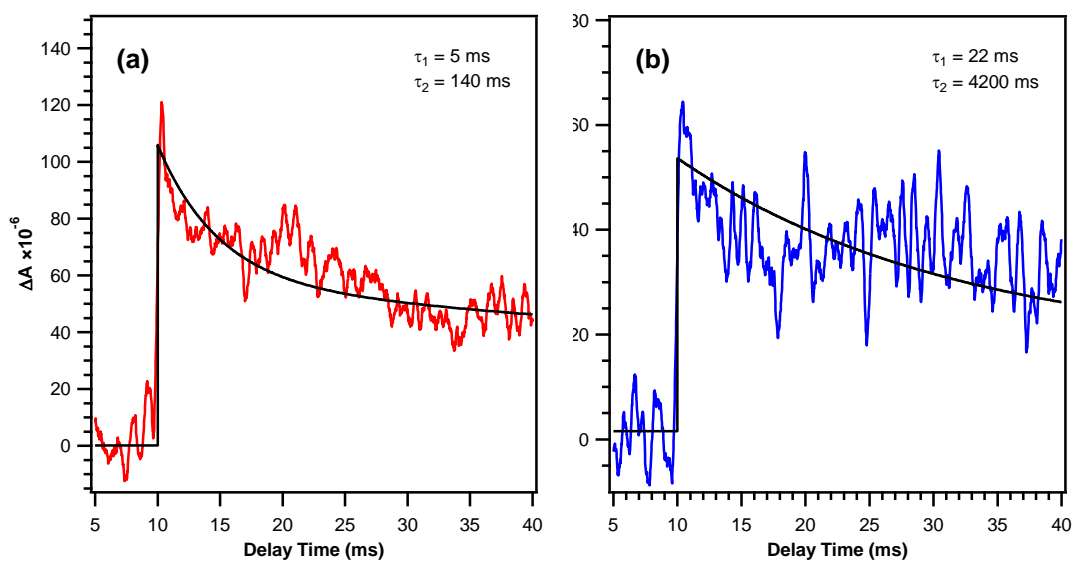 (a)
τ1 = 5 ms
τ2 = 140 ms
140
120
100
80
60
40
20
0
ΔA ×10-6
5 10 15 20 25 30 35 40
Delay Time (ms)
(b)
τ1 = 22 ms
τ2 = 4200 ms
80
60
40
20
0
5 10 15 20 25 30 35 40
Delay Time (ms)